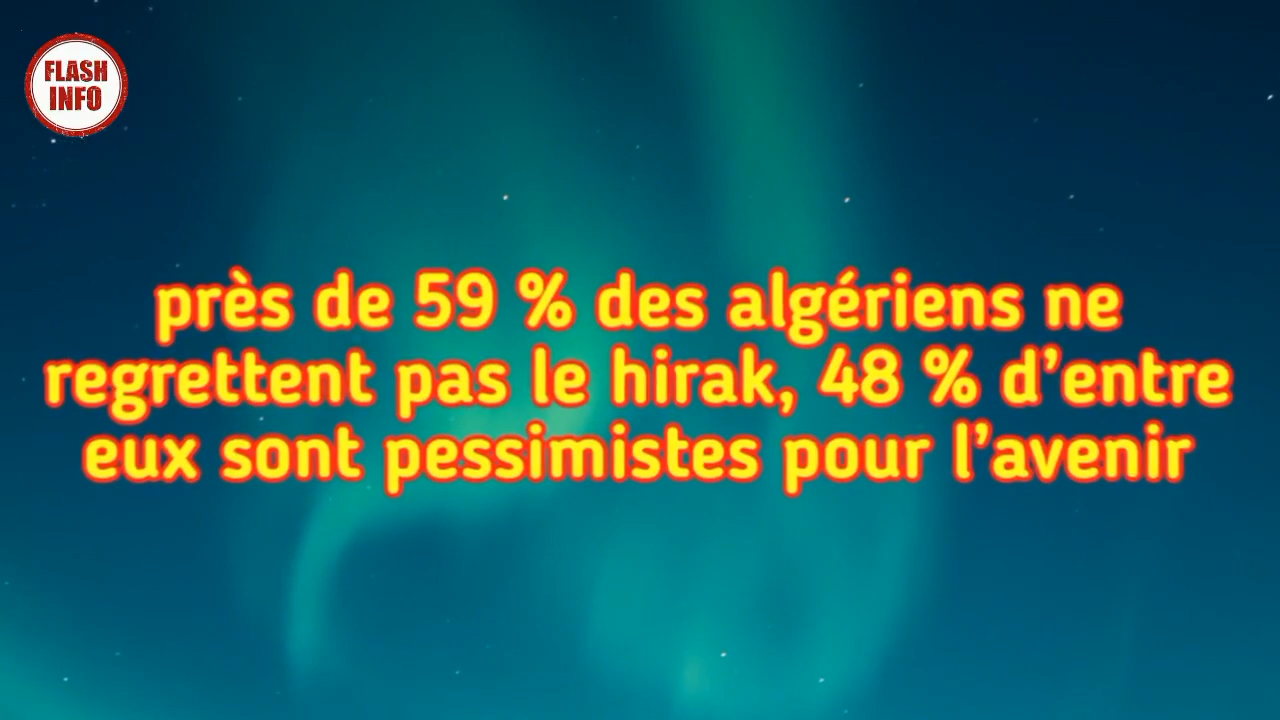 FLASH
INFO
près de 59 % des algériens ne
regrettent pas le hirak, 48 % d’entre
eux sont pessimistes pour l’avenir